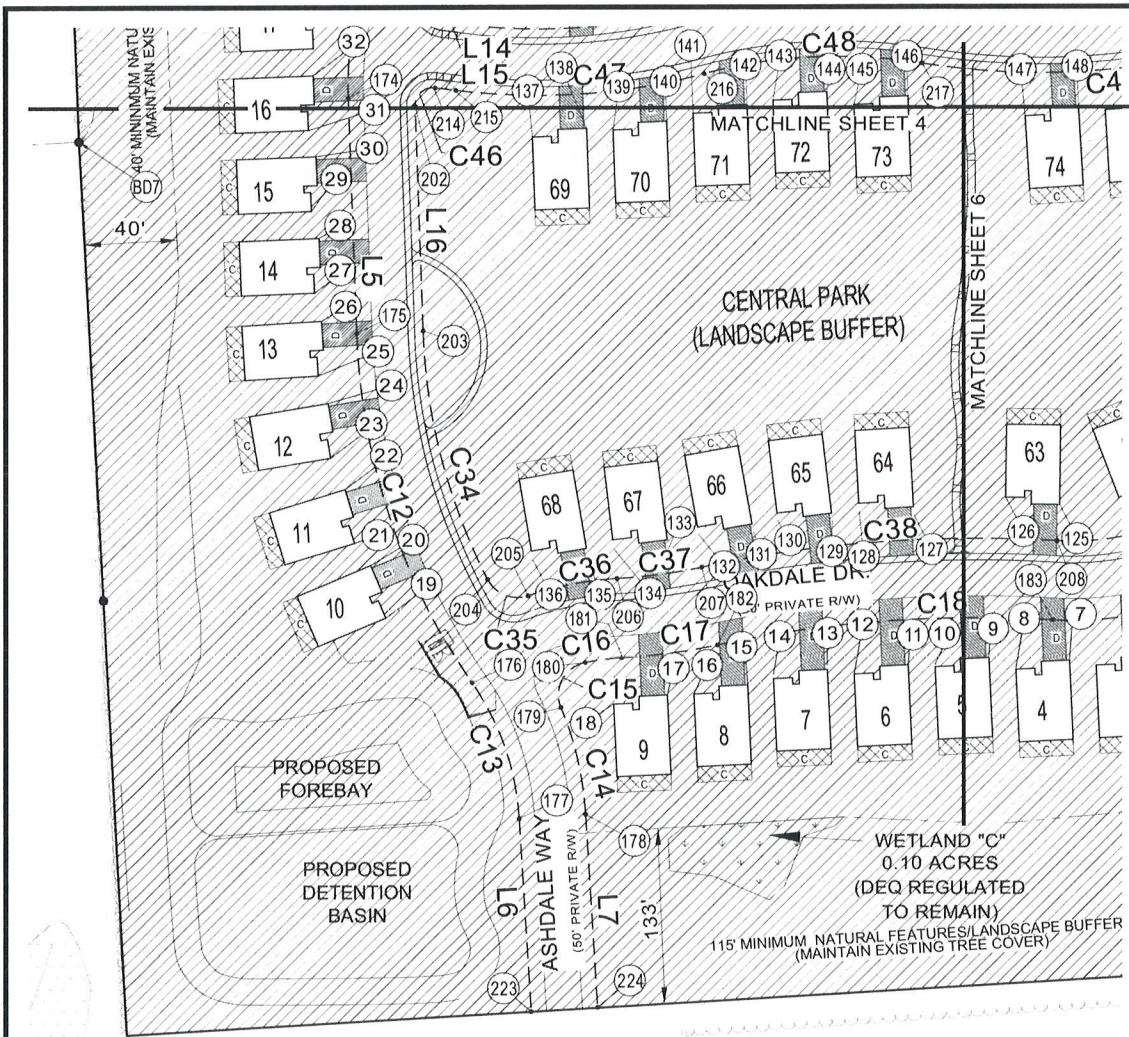 40' MINIMUM NATU
(MAINTAIN EXIS
32
L14
141
C48
174
L15
138
C47
139
140
142
143
144
145
146
147
148
C4
16
D
C
31
137
216
217
214
215
MATCHLINE SHEET 4
C46
30
BD7
202
15
29
69
70
71
72
73
74
MATCHLINE SHEET 6
28
40'
L16
14
27
L5
CENTRAL PARK
(LANDSCAPE BUFFER)
26
175
203
13
25
24
12
23
22
C12
C34
63
64
65
66
67
68
11
21
20
133
130
C38
126
125
205
C36
C37
131
129
128
127
10
19
136
135
134
132
OAKDALE DR.
204
C35
181
206
207
182
0' PRIVATE R/W)
C18
183
208
176
180
C16
C17
14
13
12
11
10
9
8
7
17
16
15
C15
179
18
C13
C14
9
8
7
6
5
4
PROPOSED
FOREBAY
177
178
WETLAND "C"
0.10 ACRES
(DEQ REGULATED
TO REMAIN)
PROPOSED
DETENTION
BASIN
L6
ASHDALE WAY
(50' PRIVATE R/W)
L7
133'
115' MINIMUM NATURAL FEATURES/LANDSCAPE BUFFER
(MAINTAIN EXISTING TREE COVER)
223
224